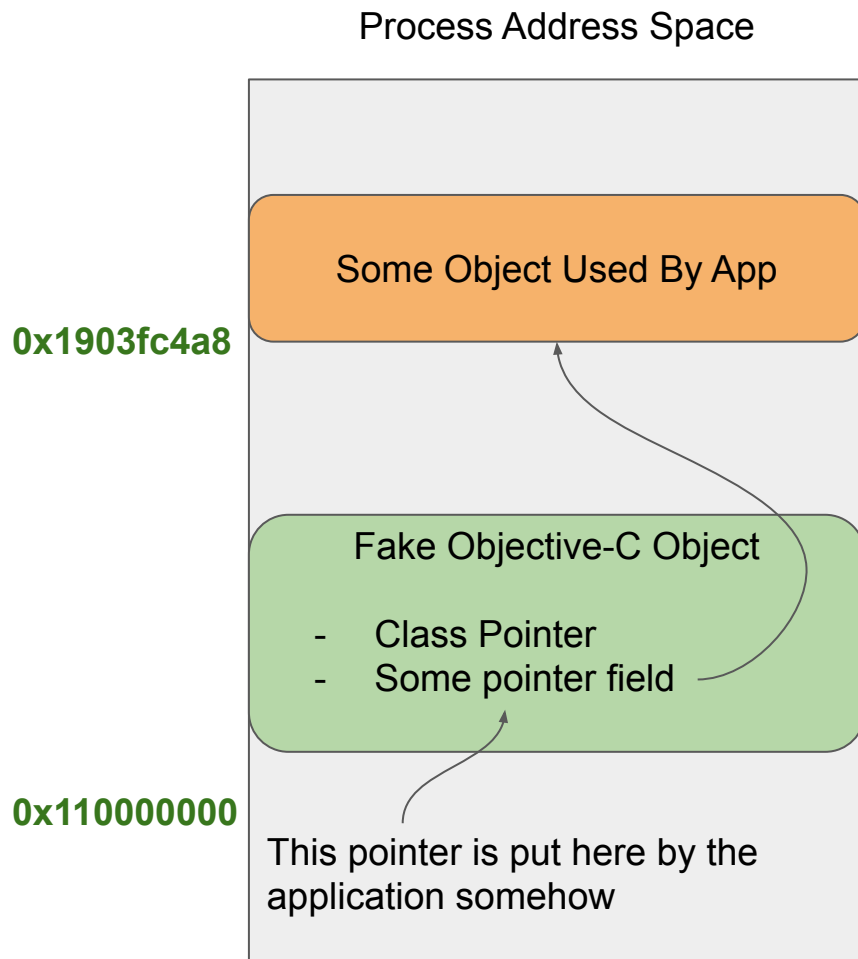 Process Address Space
Some Object Used By App
0x1903fc4a8
Fake Objective-C Object
- Class Pointer
- Some pointer field
0x110000000
This pointer is put here by the
application somehow